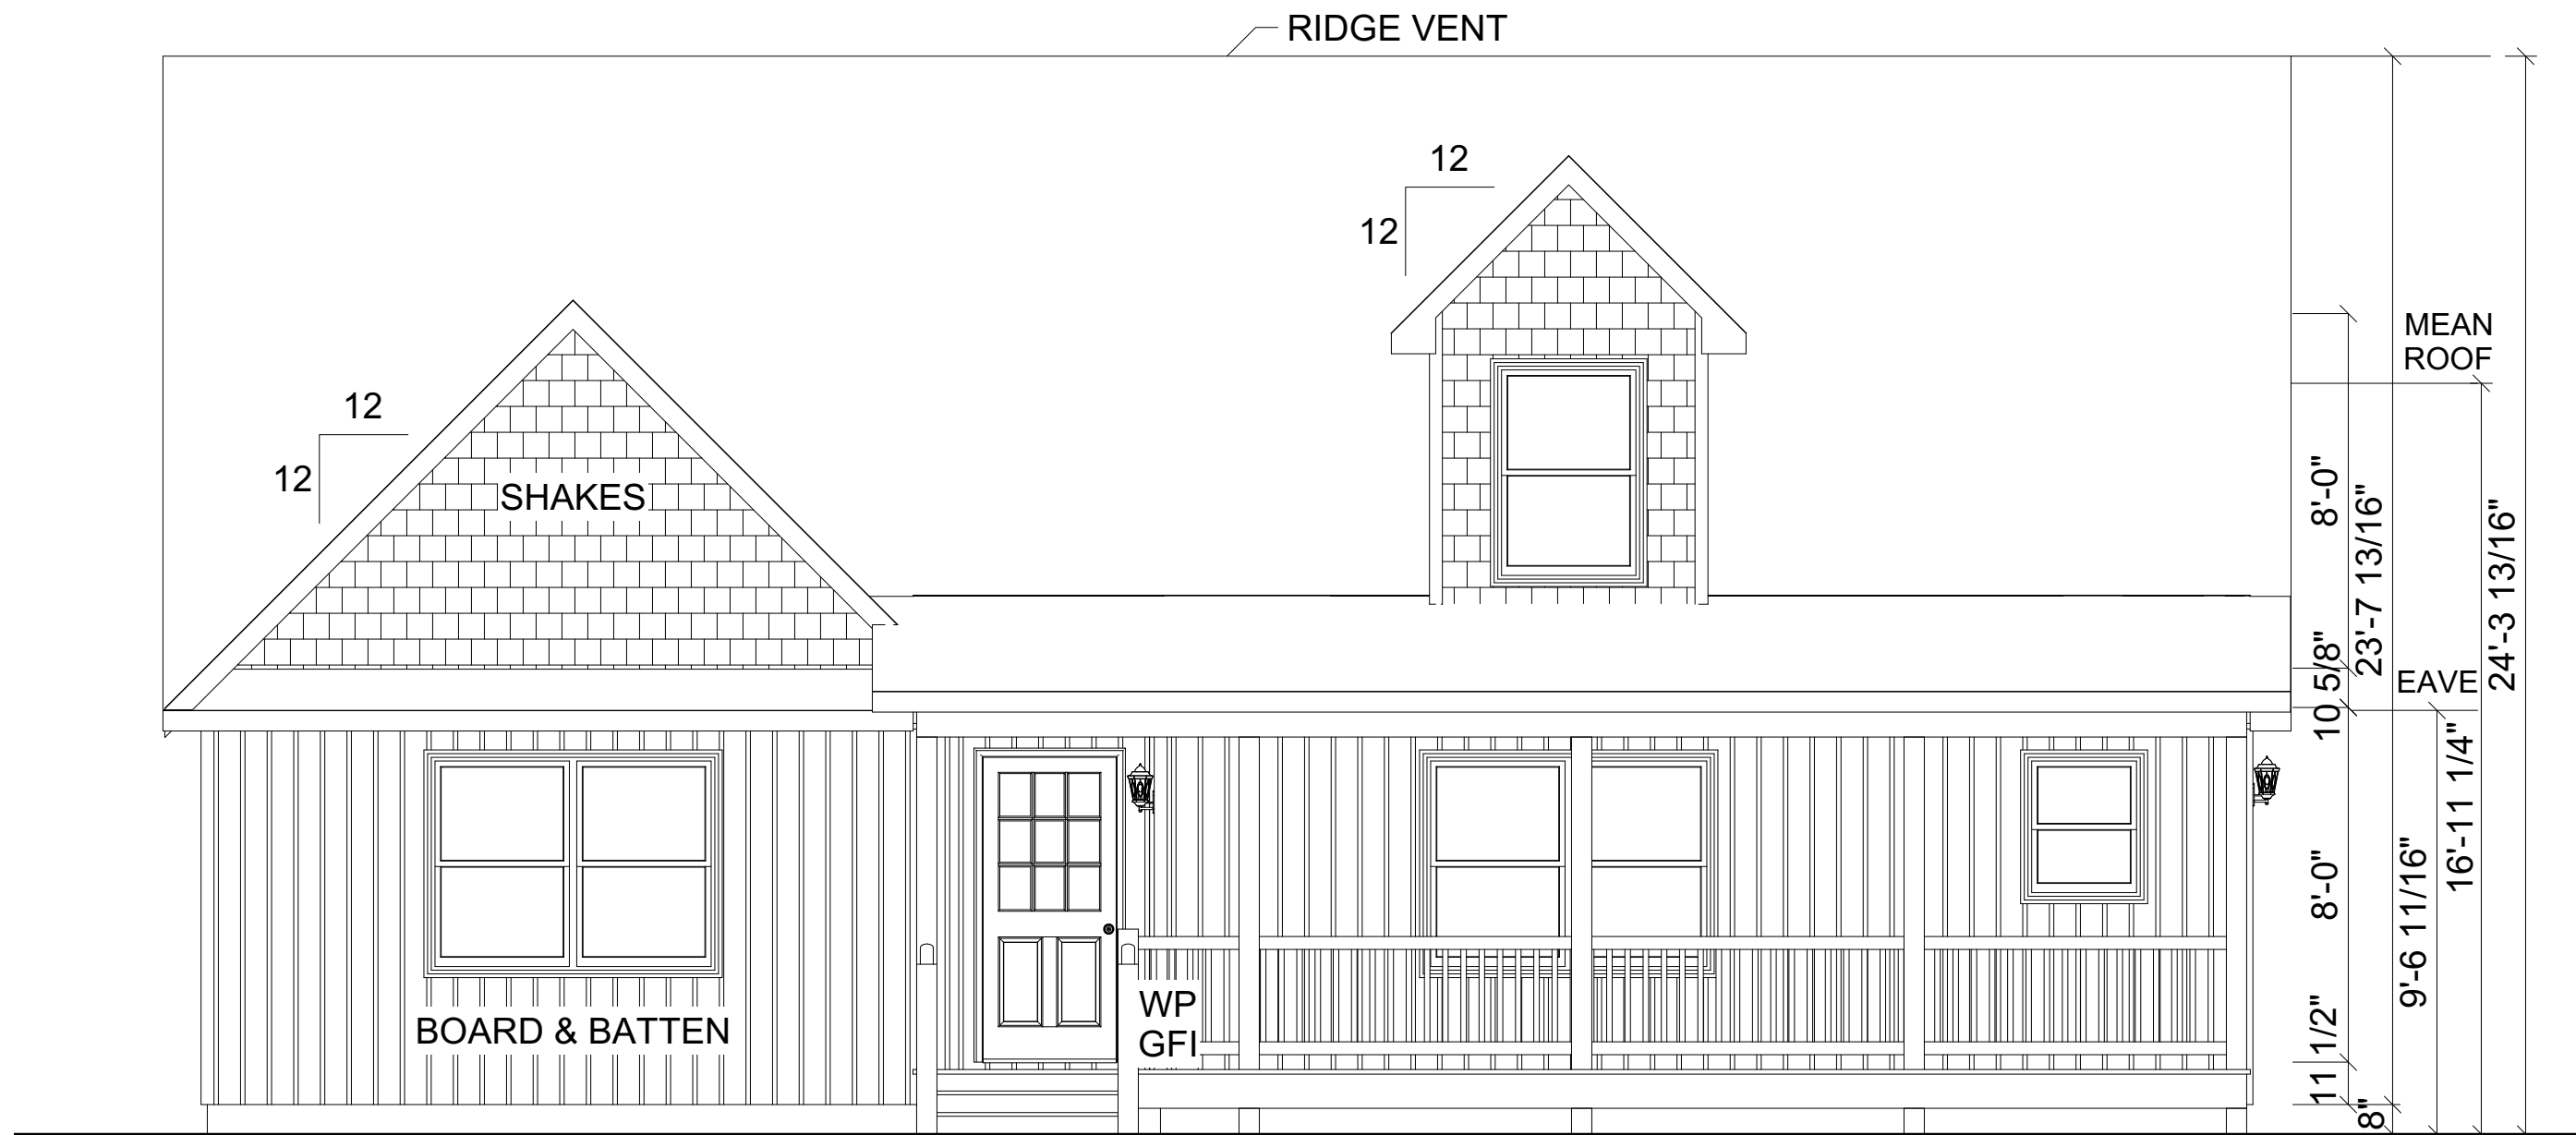 RIDGE VENT
12
12
MEAN
ROOF
12
12
SHAKES
8'-0"
23'-7 13/16"
24'-3 13/16"
10 5/8"
EAVE
16'-11 1/4"
9'-6 11/16"
8'-0"
WP
GFI
BOARD & BATTEN
11 1/2"
8"